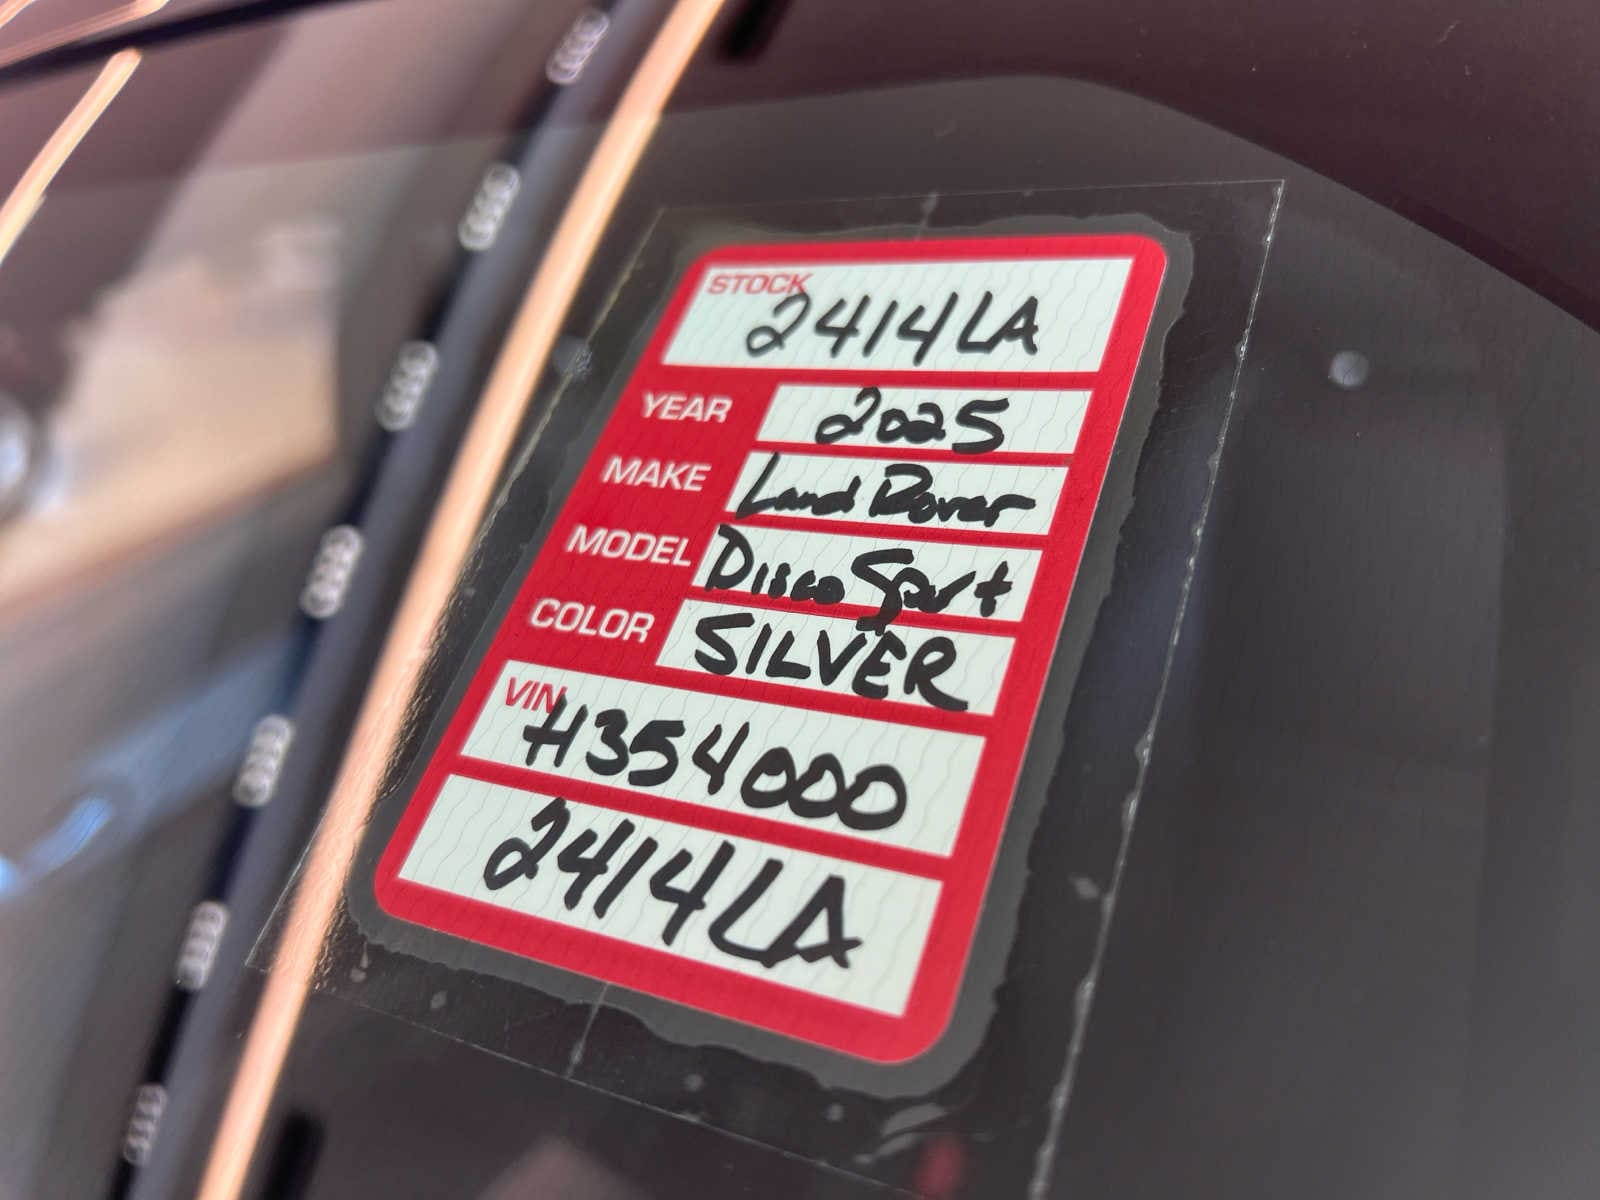 STOCK
2414LA
YEAR 2025
MAKE Land Rover
MODEL Disco Sport
COLOR SILVER
VIN
H354000
2414LA